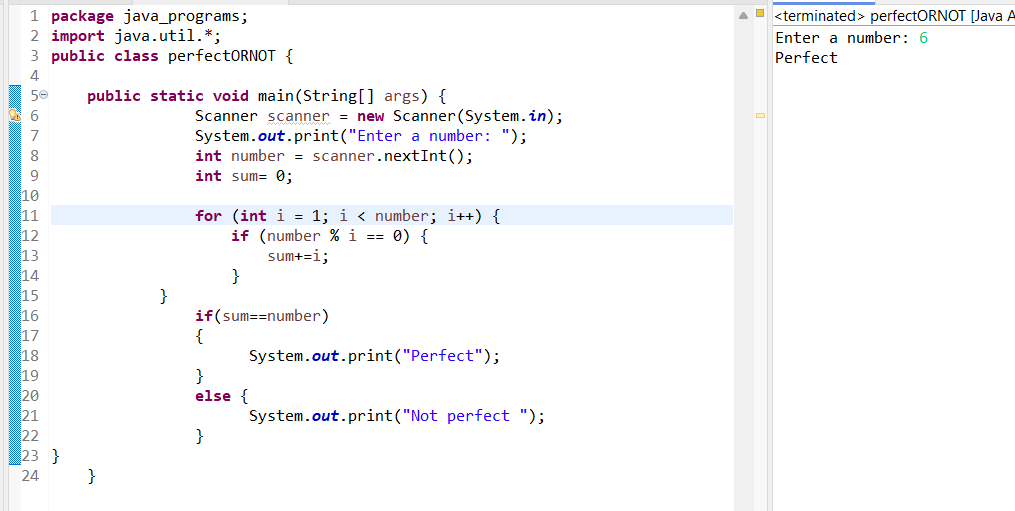 1 package java_programs;
2 import java.util.*;
3 public class perfectORNOT {
4
5 public static void main(String[] args) {
6 Scanner scanner = new Scanner(System.in);
7 System.out.print("Enter a number: ");
8 int number = scanner.nextInt();
9 int sum= 0;
10
11 for (int i = 1; i < number; i++) {
12 if (number % i == 0) {
13 sum+=i;
14 }
15 }
16 if(sum==number)
17 {
18 System.out.print("Perfect");
19 }
20 else {
21 System.out.print("Not perfect ");
22 }
23 }
24 }
<terminated> perfectORNOT [Java A
Enter a number: 6
Perfect